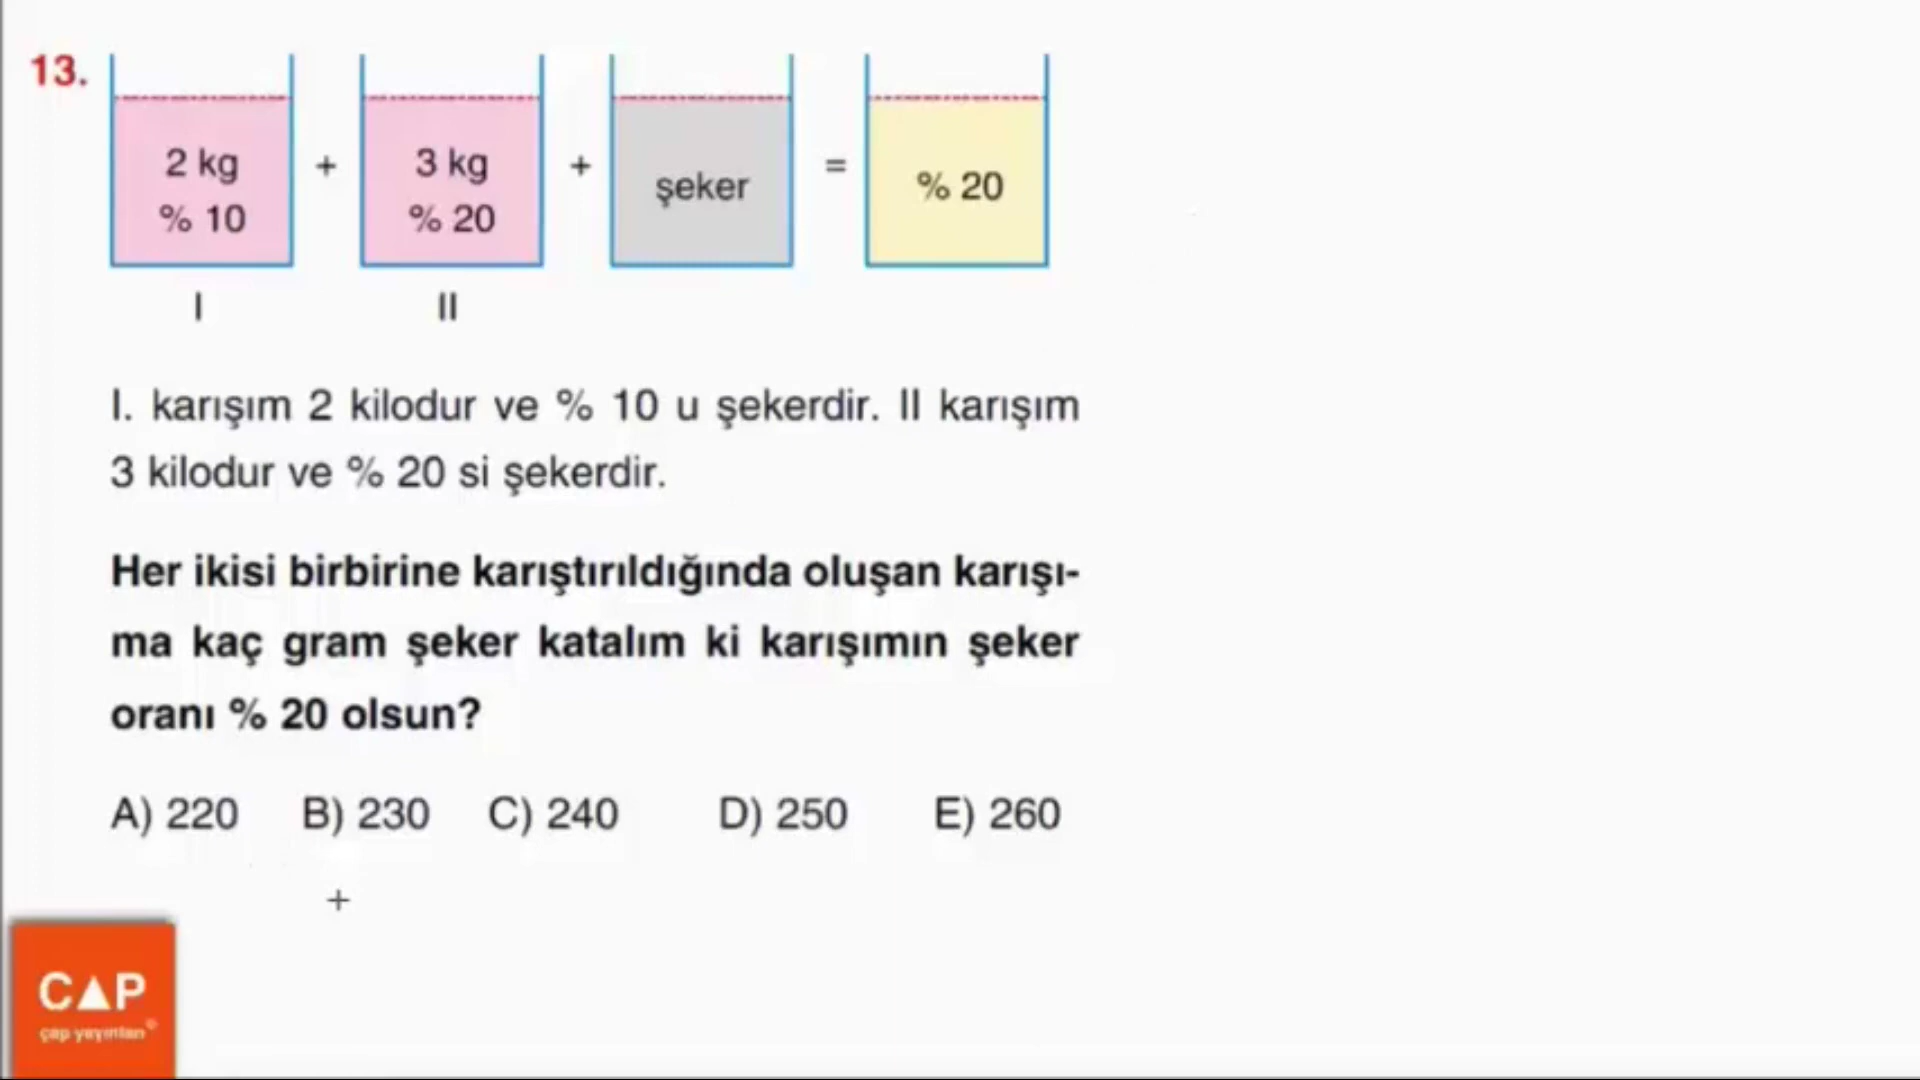 13.
2 kg + 3 kg + şeker = % 20
% 10 % 20
I II
I. karışım 2 kilodur ve % 10 u şekerdir. II karışım
3 kilodur ve % 20 si şekerdir.
Her ikisi birbirine karıştırıldığında oluşan karışı-
ma kaç gram şeker katalım ki karışımın şeker
oranı % 20 olsun?
A) 220 B) 230 C) 240 D) 250 E) 260
+
CAP
çap yayınları®